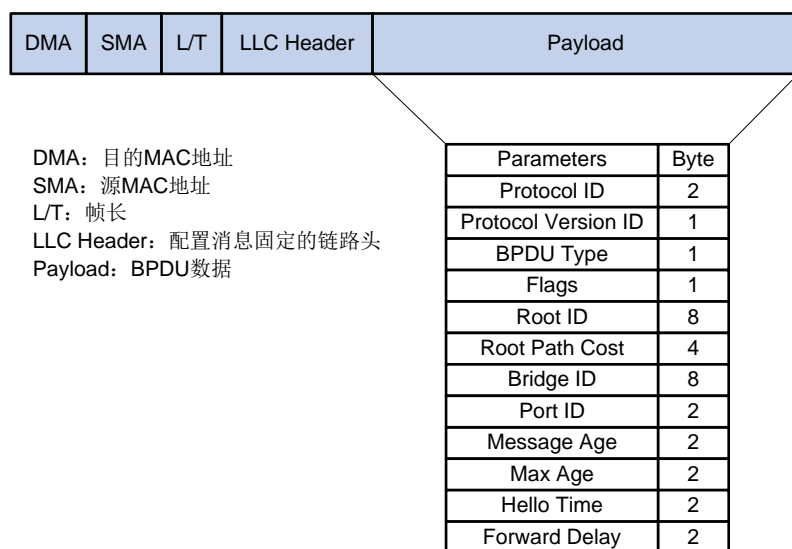 DMA SMA L/T LLC Header Payload
DMA：目的MAC地址
SMA：源MAC地址
L/T：帧长
LLC Header：配置消息固定的链路头
Payload：BPDU数据
Parameters Byte
Protocol ID 2
Protocol Version ID 1
BPDU Type 1
Flags 1
Root ID 8
Root Path Cost 4
Bridge ID 8
Port ID 2
Message Age 2
Max Age 2
Hello Time 2
Forward Delay 2